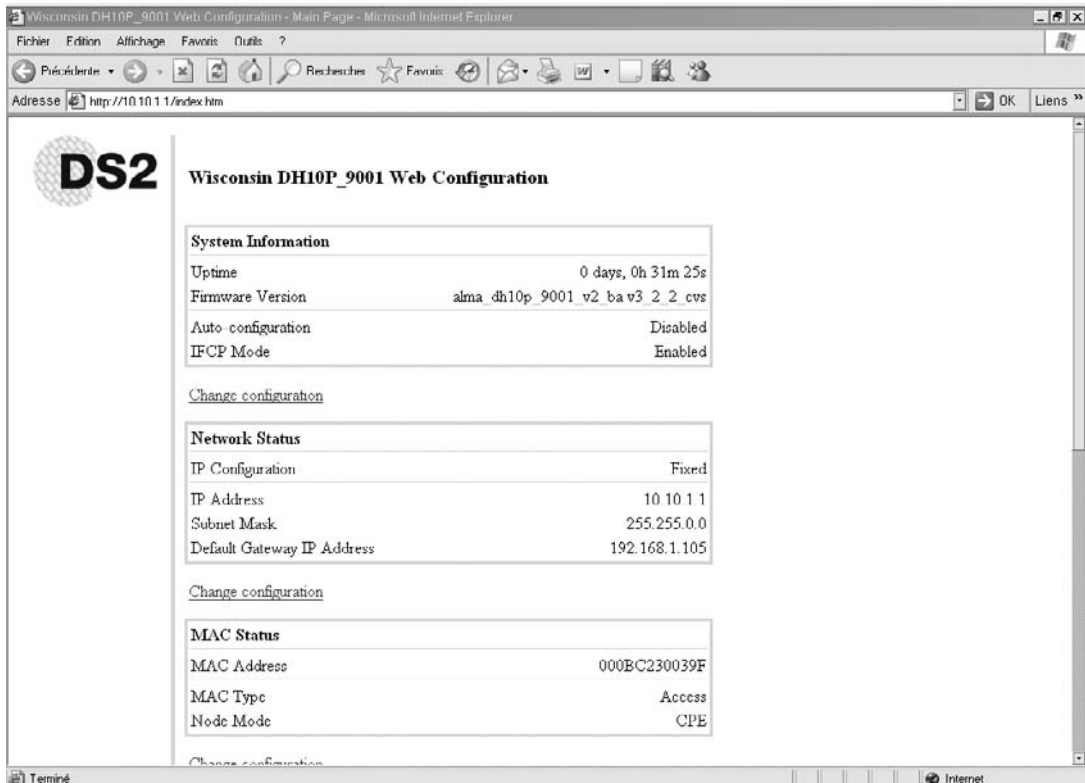 Wisconsin DH10P_9001 Web Configuration - Main Page - Microsoft Internet Explorer
Fichier Edition Affichage Favoris Outils ?
Précédente Rechercher Favoris
Adresse http://10.10.1.1/index.htm OK Liens »
DS2
Wisconsin DH10P_9001 Web Configuration
System Information
Uptime 0 days, 0h 31m 25s
Firmware Version alma_dh10p_9001_v2_ba v3_2_2_cvs
Auto-configuration Disabled
IFCP Mode Enabled
Change configuration
Network Status
IP Configuration Fixed
IP Address 10.10.1.1
Subnet Mask 255.255.0.0
Default Gateway IP Address 192.168.1.105
Change configuration
MAC Status
MAC Address 000BC230039F
MAC Type Access
Node Mode CPE
Change configuration
Terminé Internet